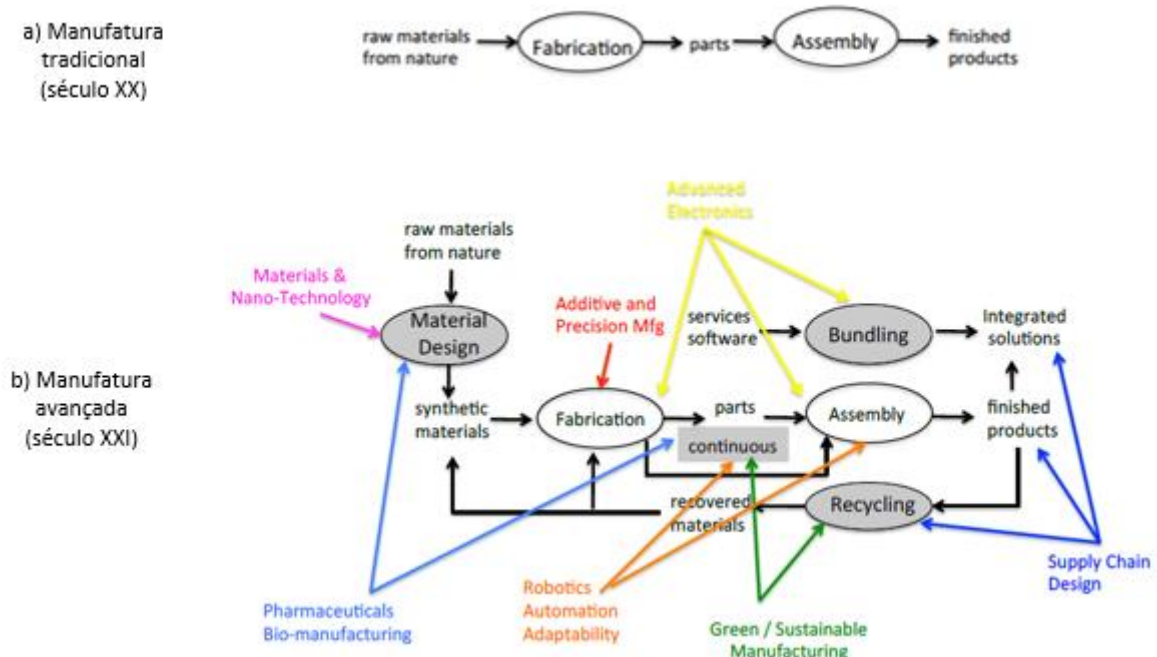 a) Manufatura
tradicional
(século XX)
raw materials
from nature
Fabrication
parts
Assembly
finished
products
Advanced
Electronics
raw materials
from nature
Materials &
Nano-Technology
Additive and
Precision Mfg
services
software
Bundling
Integrated
solutions
Material
Design
b) Manufatura
avançada
(século XXI)
synthetic
materials
Fabrication
parts
Assembly
finished
products
continuous
recovered
materials
Recycling
Supply Chain
Design
Pharmaceuticals
Bio-manufacturing
Robotics
Automation
Adaptability
Green / Sustainable
Manufacturing